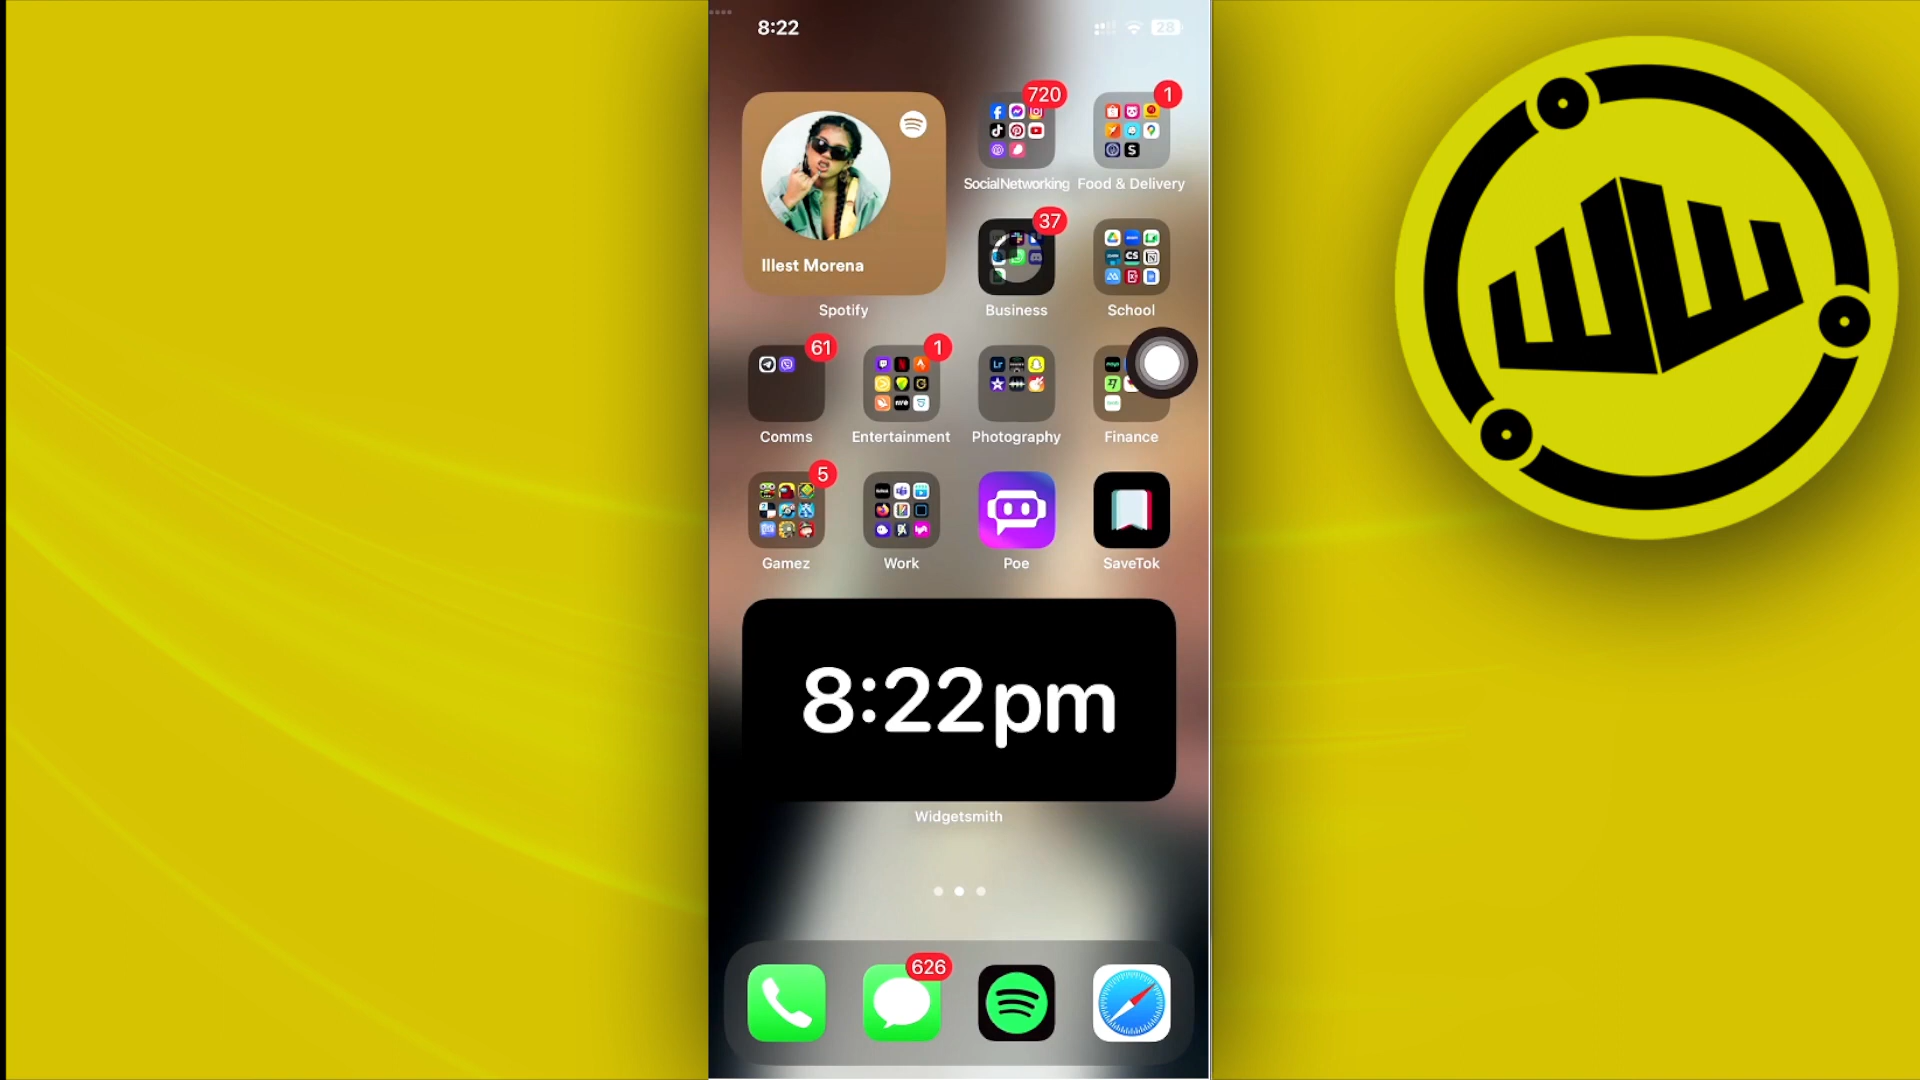 8:22
28
720
1
Illest Morena
SocialNetworking
Food & Delivery
37
Spotify
Business
School
61
1
Comms
Entertainment
Photography
Finance
5
Gamez
Work
Poe
SaveTok
8:22pm
Widgetsmith
626